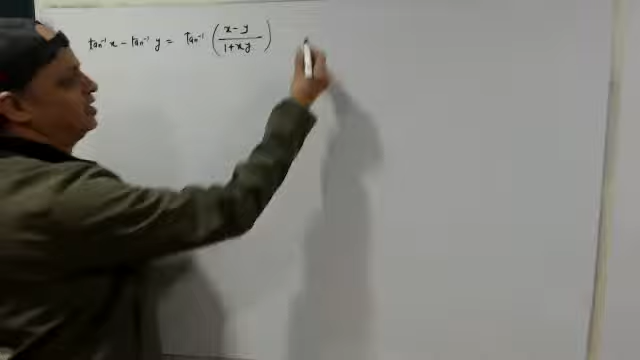 tan⁻¹ x - tan⁻¹ y = tan⁻¹ ( (x - y) / (1 + xy) )